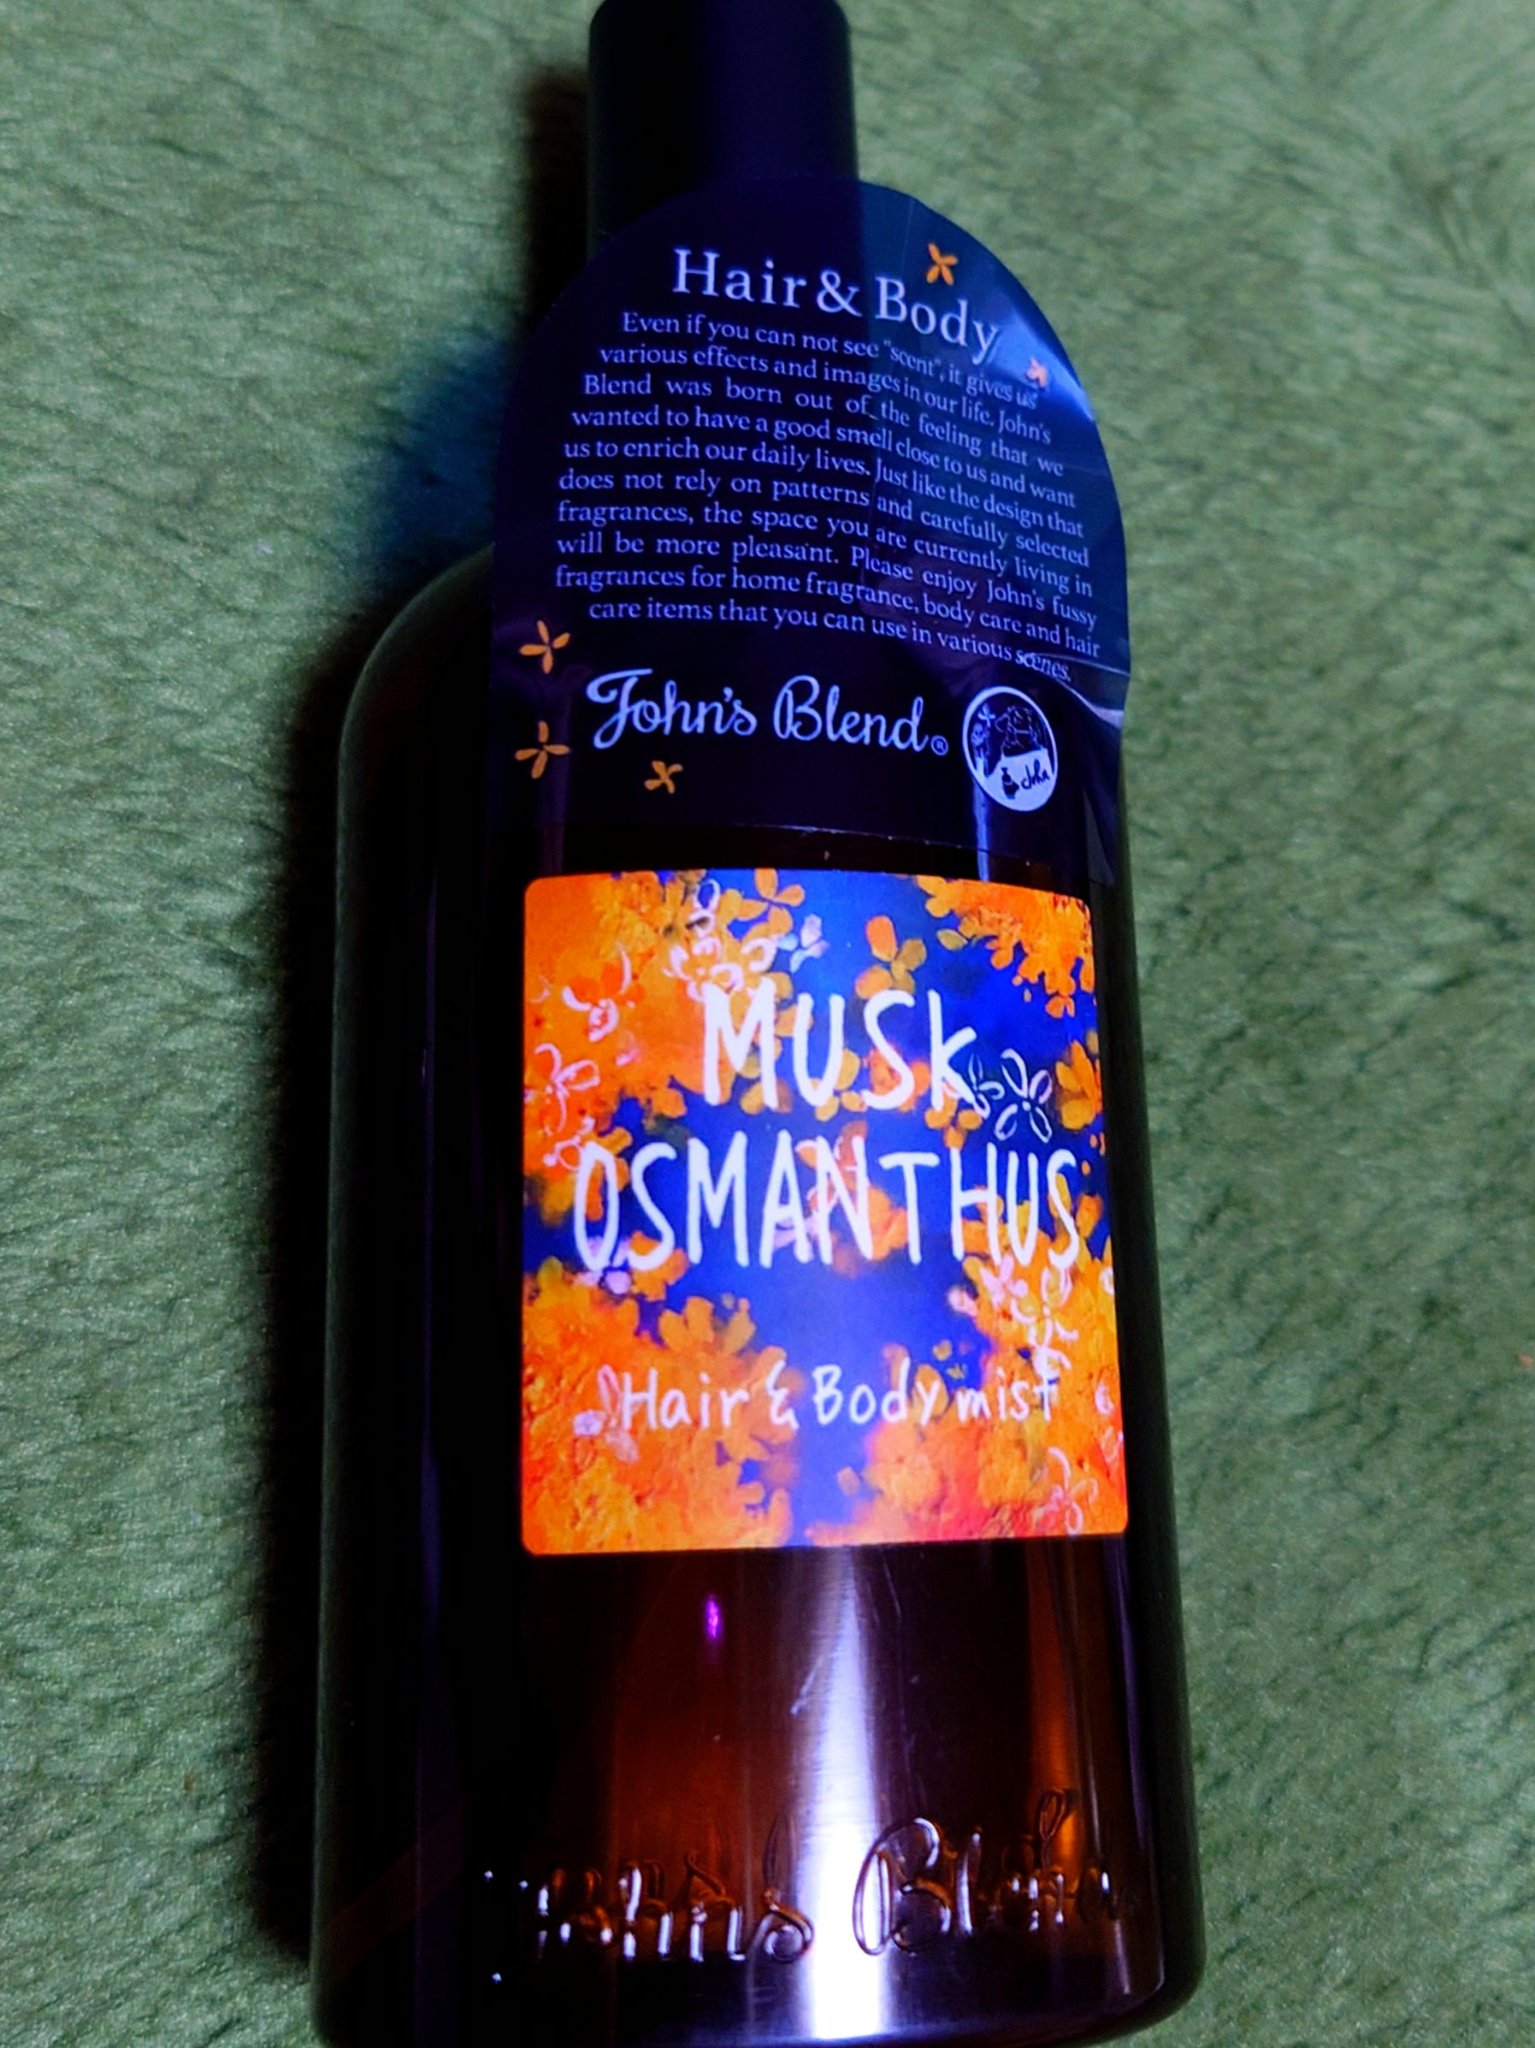 Hair & Body
Even if you can not see "scent", it gives us
various effects and images in our life. John's
Blend was born out of the feeling that we
wanted to have a good smell close to us and want
us to enrich our daily lives. Just like the design that
does not rely on patterns and carefully selected
fragrances, the space you are currently living in
will be more pleasant. Please enjoy John's fussy
fragrances for home fragrance, body care and hair
care items that you can use in various scenes.
John's Blend®
John
MUSK
OSMANTHUS
Hair & Body mist
John's Blend